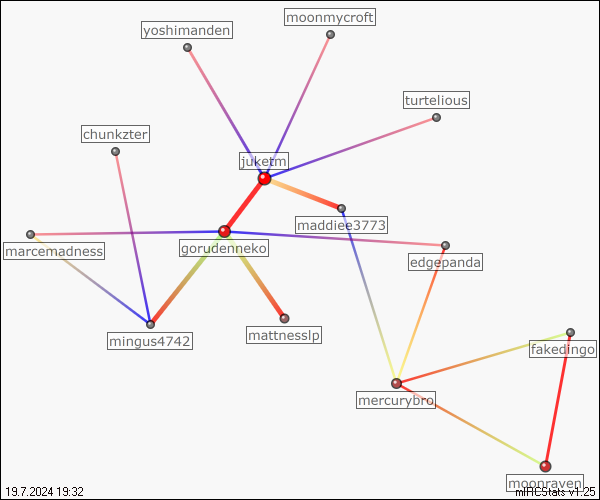 moonmycroft
yoshimanden
turtelious
chunkzter
juketm
maddiee3773
gorudenneko
marcemadness
edgepanda
mattnesslp
mingus4742
fakedingo
mercurybro
moonraven
19.7.2024 19:32
mIRCStats v1.25